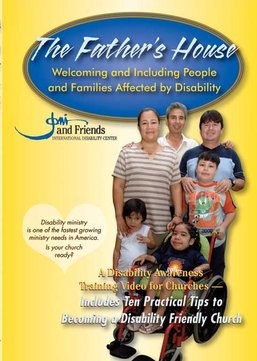 The Father's House
Welcoming and Including People
and Families Affected by Disability
Joni
and Friends
INTERNATIONAL DISABILITY CENTER
Disability ministry
is one of the fastest growing
ministry needs in America.
Is your church
ready?
A Disability Awareness
Training Video for Churches —
Includes Ten Practical Tips to
Becoming a Disability Friendly Church